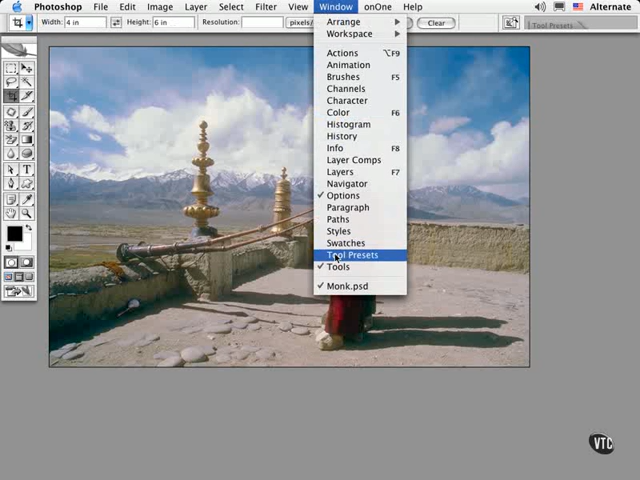 Photoshop File Edit Image Layer Select Filter View Window onOne Help Alternate
Width: 4 in Height: 6 in Resolution: pixels/ Clear Tool Presets
Arrange
Workspace
Actions ⌥F9
Animation
Brushes F5
Channels
Character
Color F6
Histogram
History
Info F8
Layer Comps
Layers F7
Navigator
✓ Options
Paragraph
Paths
Styles
Swatches
Tool Presets
✓ Tools
✓ Monk.psd
VTC